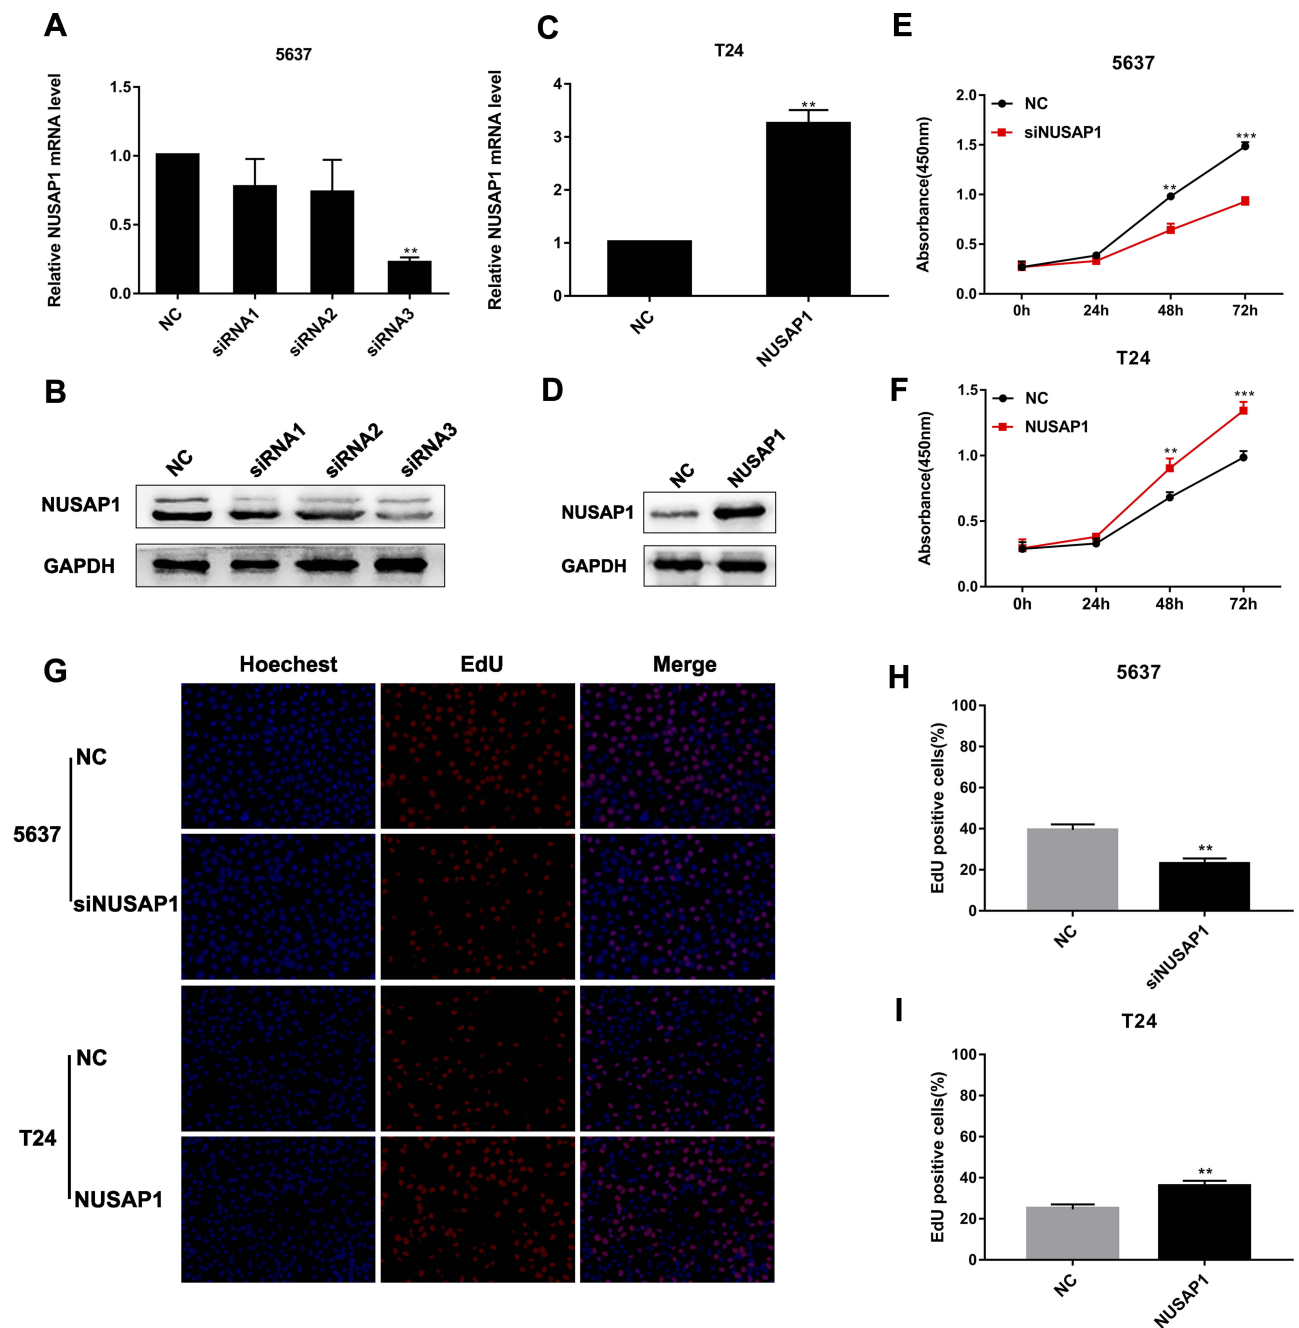 A
5637
Relative NUSAP1 mRNA level
1.5
1.0
0.5
0.0
**
NC
siRNA1
siRNA2
siRNA3
C
T24
Relative NUSAP1 mRNA level
4
3
2
1
0
**
NC
NUSAP1
E
5637
Absorbance(450nm)
2.0
1.5
1.0
0.5
0.0
NC
siNUSAP1
**
***
0h
24h
48h
72h
B
NC
siRNA1
siRNA2
siRNA3
NUSAP1
GAPDH
D
NC
NUSAP1
NUSAP1
GAPDH
F
T24
Absorbance(450nm)
1.5
1.0
0.5
0.0
NC
NUSAP1
**
***
0h
24h
48h
72h
G
Hoechest
EdU
Merge
5637
NC
siNUSAP1
T24
NC
NUSAP1
H
5637
EdU positive cells(%)
100
80
60
40
20
0
**
NC
siNUSAP1
I
T24
EdU positive cells(%)
100
80
60
40
20
0
**
NC
NUSAP1